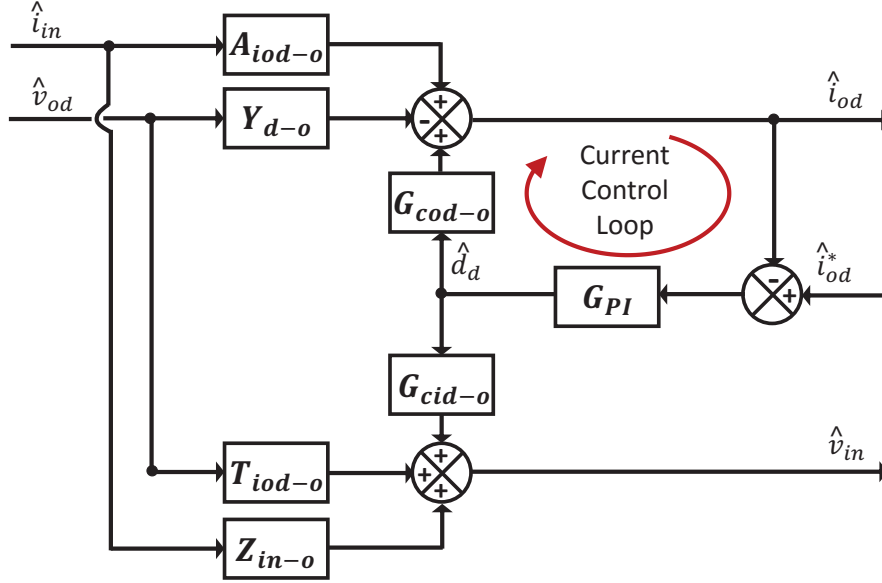 î_in
A_iod−o
+
v̂_od
Y_d−o
-
+
î_od
Current
Control
Loop
G_cod−o
d̂_d
î*_od
-
+
G_PI
G_cid−o
+
v̂_in
T_iod−o
+
+
Z_in−o